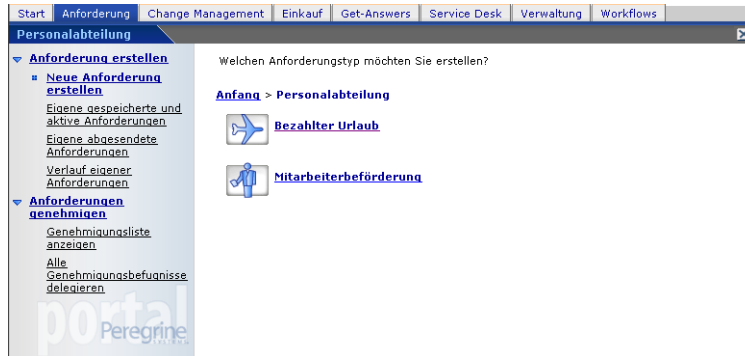 Start Anforderung Change Management Einkauf Get-Answers Service Desk Verwaltung Workflows
Personalabteilung
Anforderung erstellen
Neue Anforderung
erstellen
Eigene gespeicherte und
aktive Anforderungen
Eigene abgesendete
Anforderungen
Verlauf eigener
Anforderungen
Anforderungen
genehmigen
Genehmigungsliste
anzeigen
Alle
Genehmigungsbefugnisse
delegieren
portal
Peregrine
Welchen Anforderungstyp möchten Sie erstellen?
Anfang > Personalabteilung
Bezahlter Urlaub
Mitarbeiterbeförderung